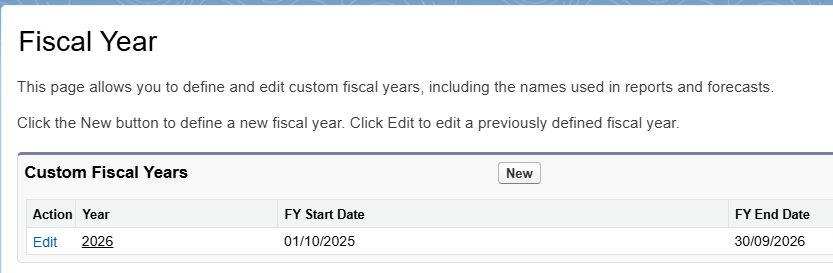 Fiscal Year
This page allows you to define and edit custom fiscal years, including the names used in reports and forecasts.
Click the New button to define a new fiscal year. Click Edit to edit a previously defined fiscal year.
Custom Fiscal Years New
Action Year FY Start Date FY End Date
Edit 2026 01/10/2025 30/09/2026